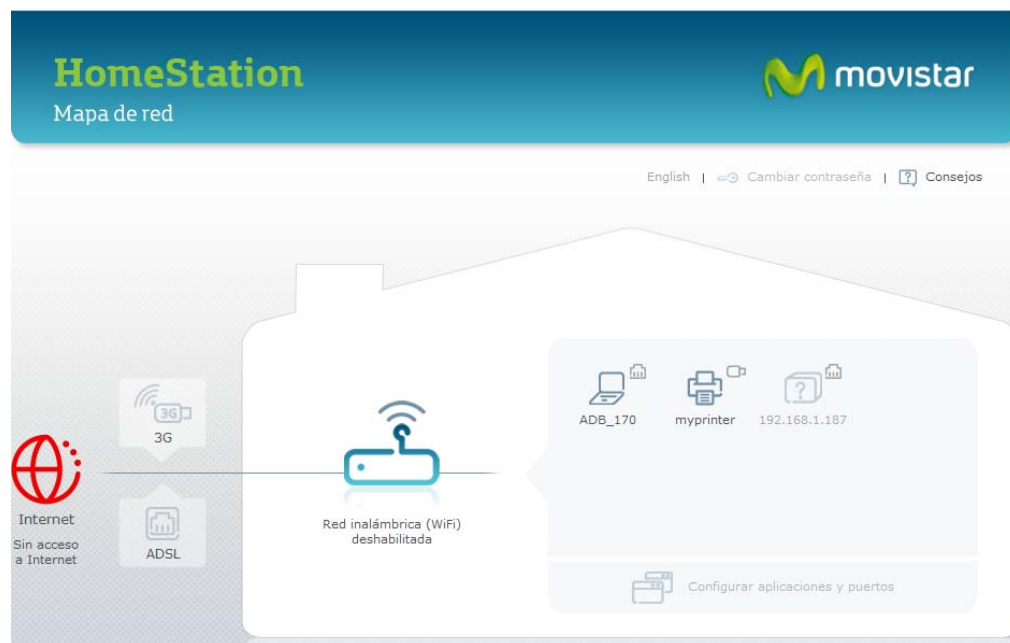 HomeStation
Mapa de red
movistar
English | Cambiar contraseña | ? Consejos
3G
3G
ADSL
Internet
Sin acceso
a Internet
Red inalámbrica (WiFi)
deshabilitada
ADB_170
myprinter
?
192.168.1.187
Configurar aplicaciones y puertos